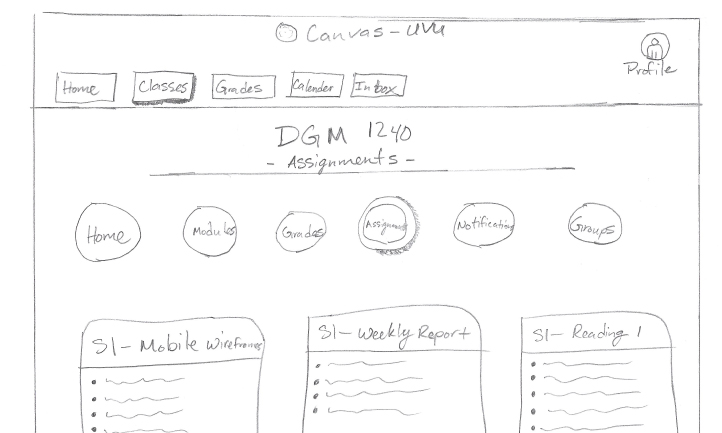 Canvas - UVU
Profile
Home Classes Grades Calender Inbox
DGM 1240
- Assignments -
Home Modules Grades Assignments Notifications Groups
S1 - Mobile Wireframes S1 - Weekly Report S1 - Reading 1